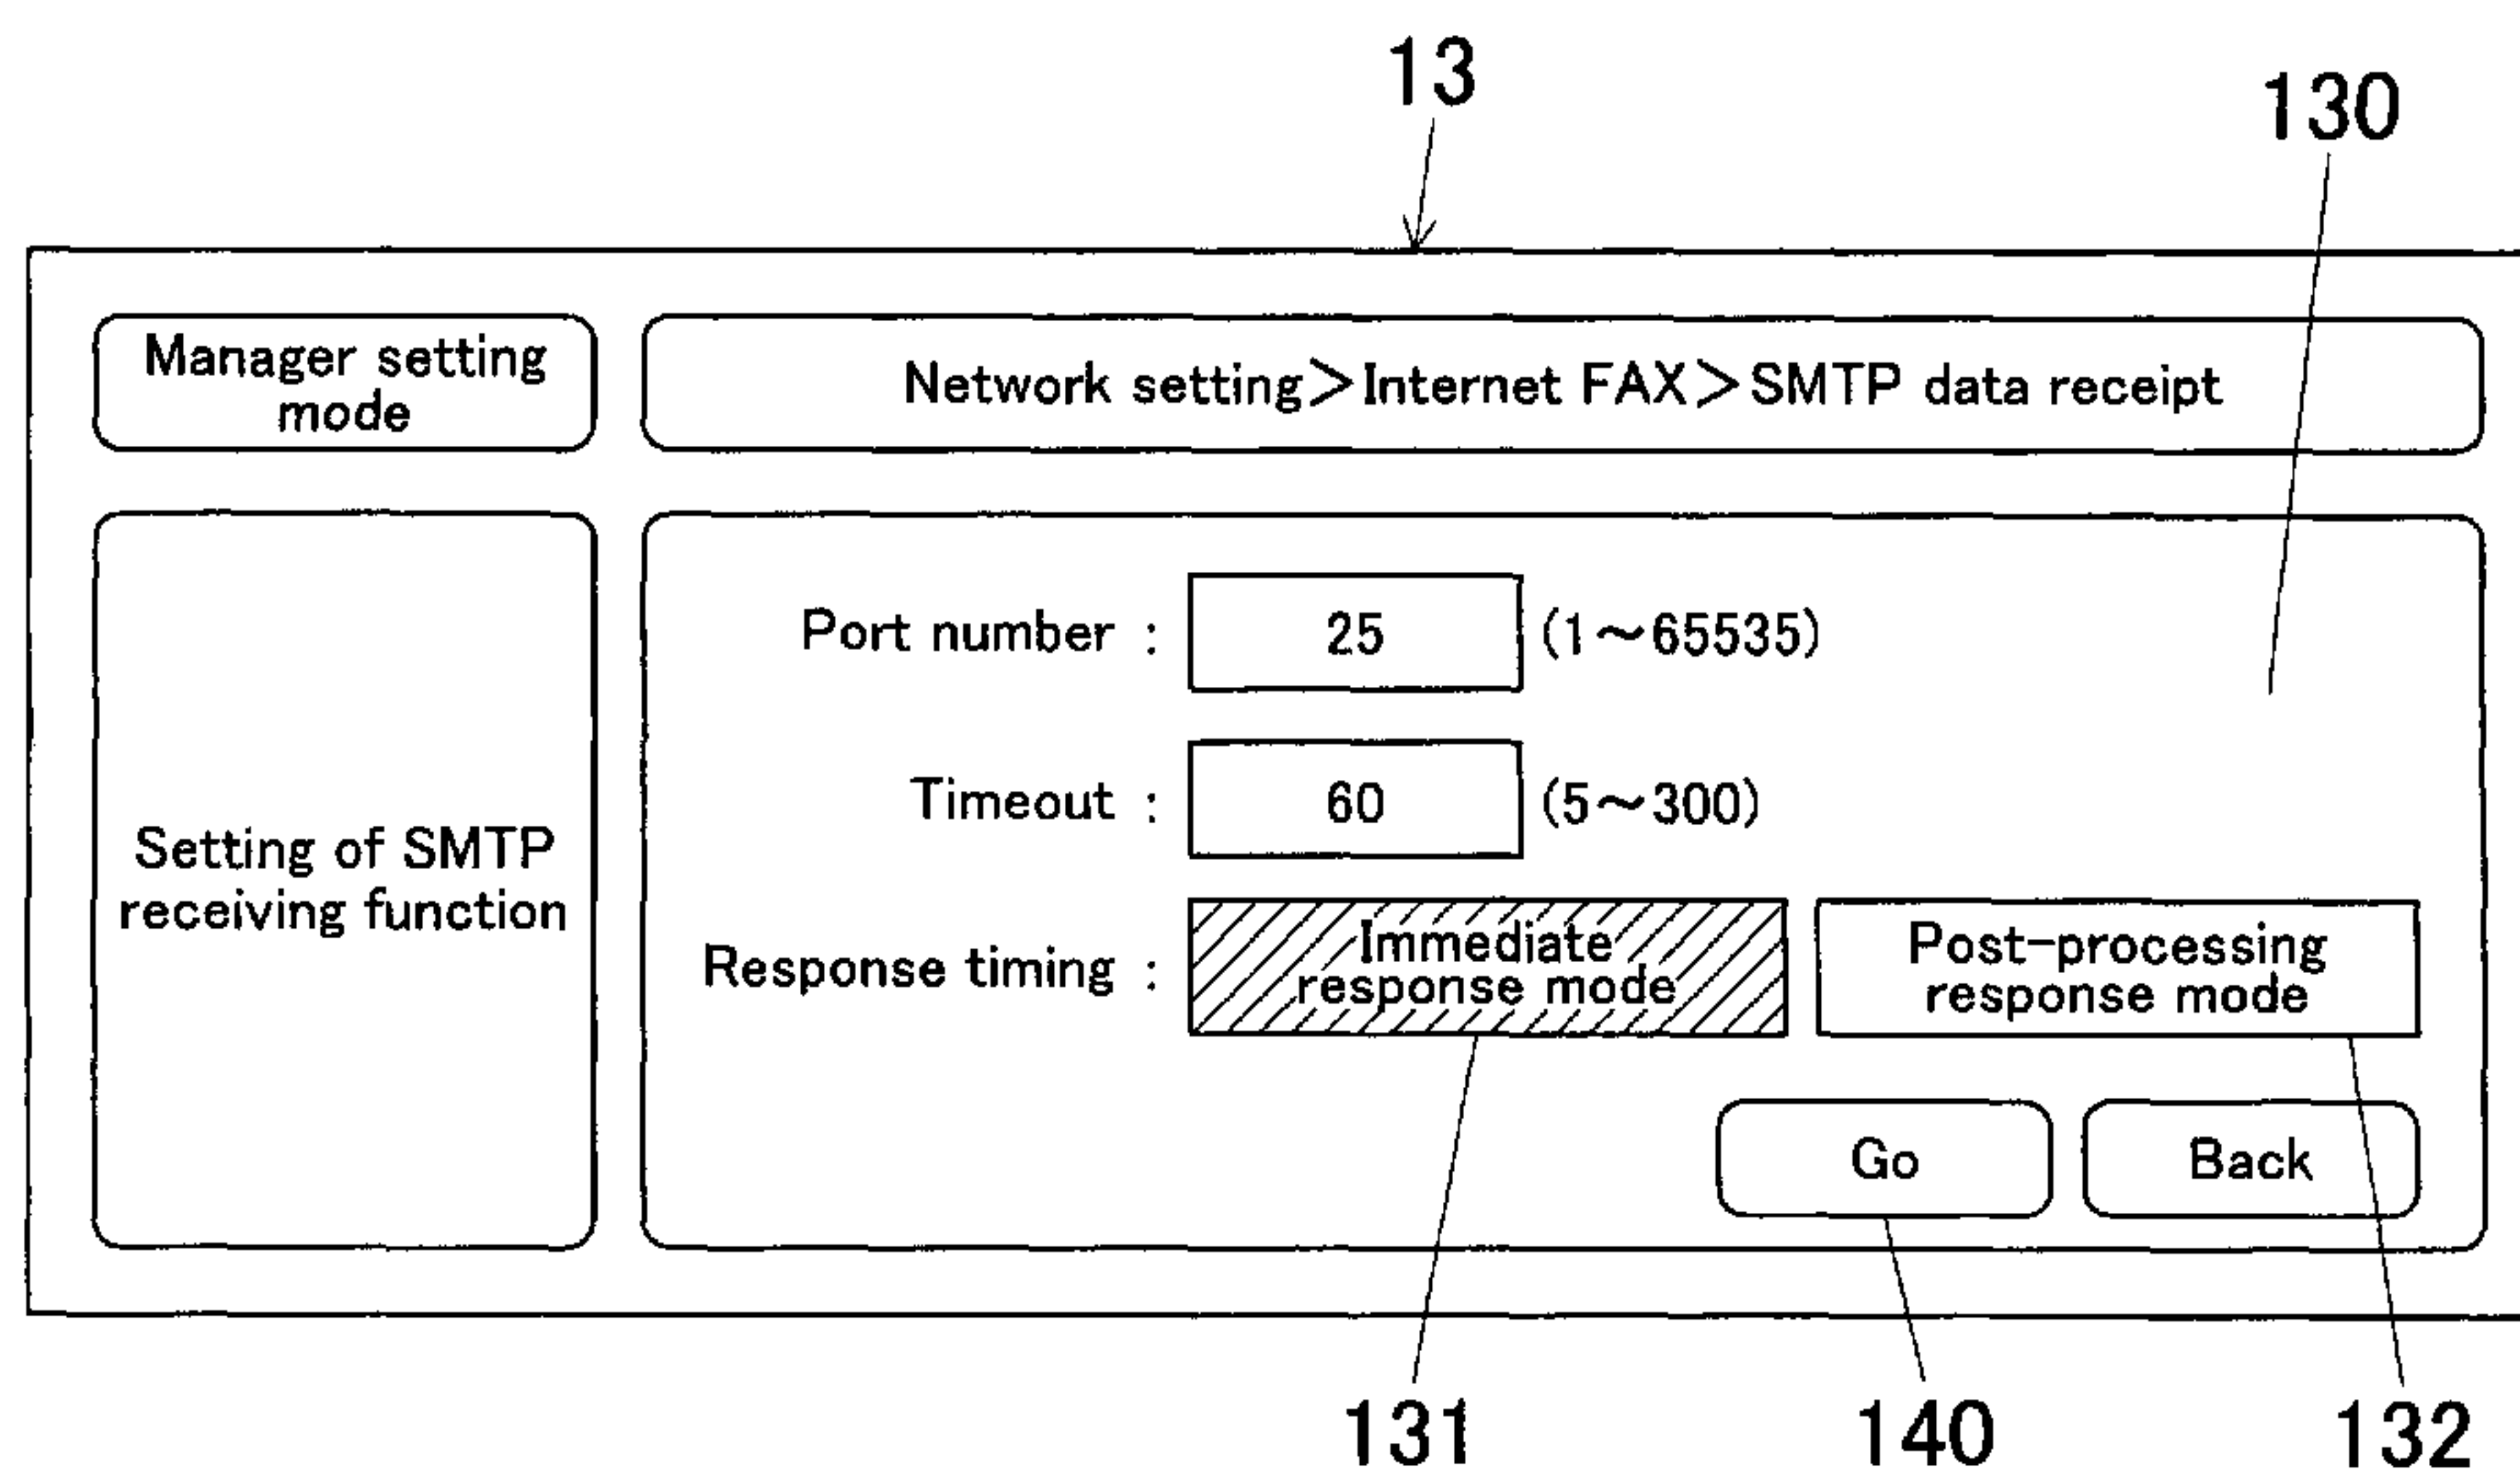 13
130
Manager setting
mode
Network setting>Internet FAX>SMTP data receipt
Setting of SMTP
receiving function
Port number : 25 (1～65535)
Timeout : 60 (5～300)
Response timing :
Immediate
response mode
Post-processing
response mode
Go
Back
131
140
132